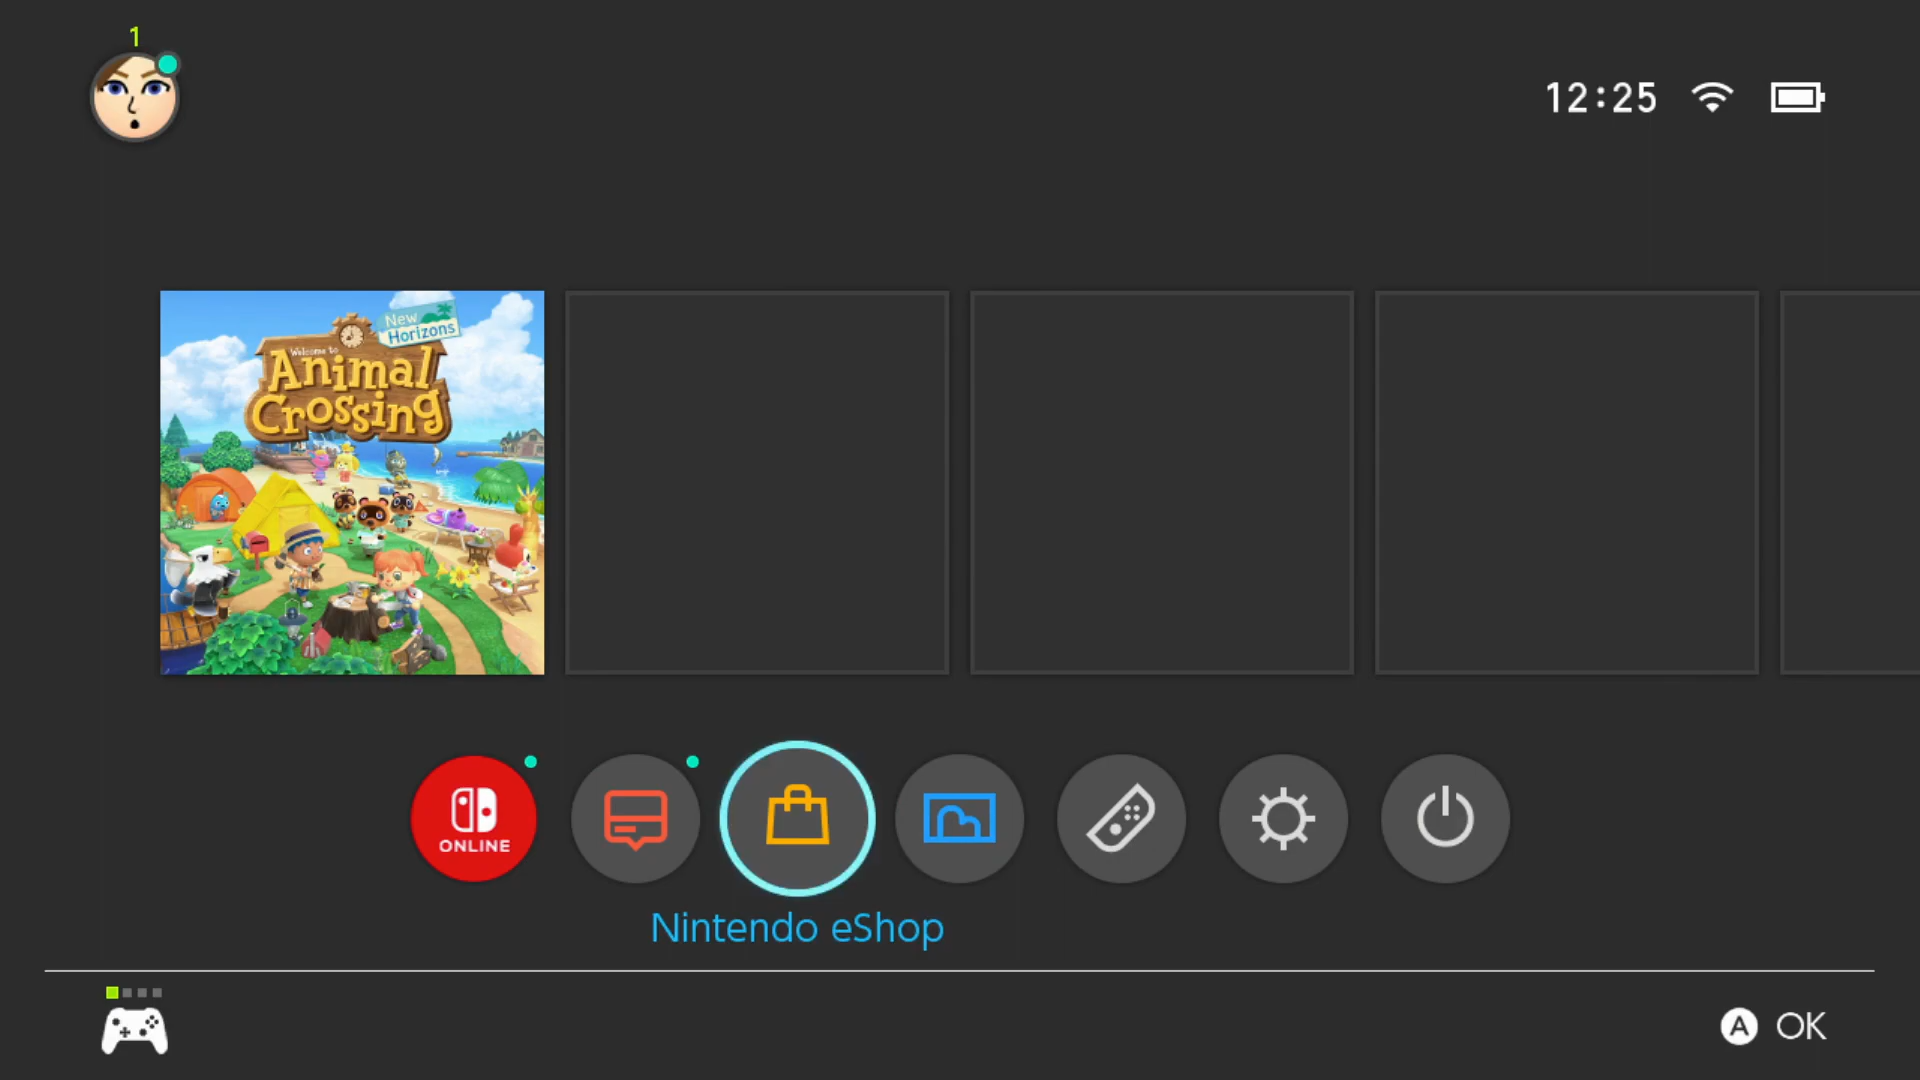 1
12:25
New
Horizons
Welcome to
Animal
Crossing
ONLINE
Nintendo eShop
A OK